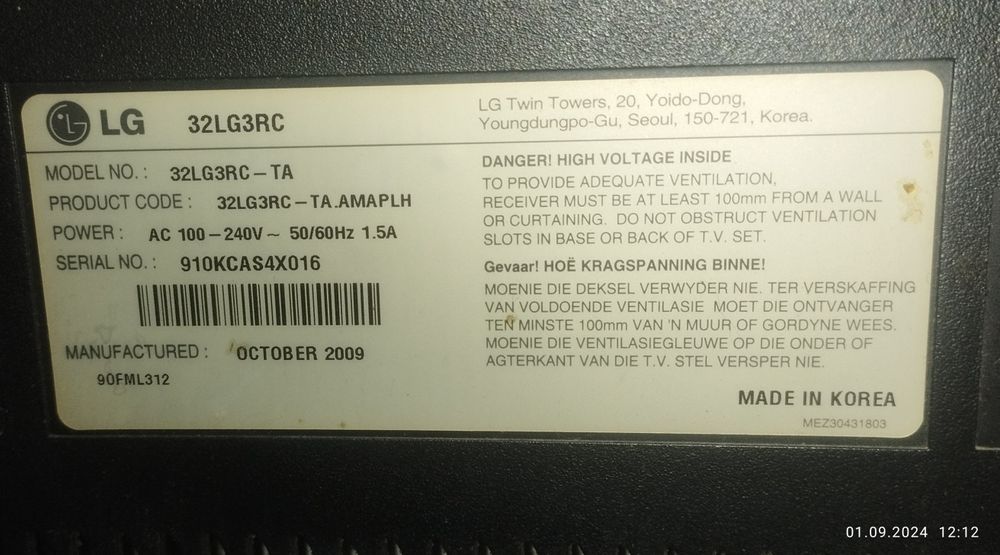 LG 32LG3RC
LG Twin Towers, 20, Yoido-Dong,
Youngdungpo-Gu, Seoul, 150-721, Korea.
MODEL NO. : 32LG3RC-TA
PRODUCT CODE : 32LG3RC-TA.AMAPLH
POWER : AC 100-240V~ 50/60Hz 1.5A
SERIAL NO. : 910KCAS4X016
MANUFACTURED : OCTOBER 2009
90FML312
DANGER! HIGH VOLTAGE INSIDE
TO PROVIDE ADEQUATE VENTILATION,
RECEIVER MUST BE AT LEAST 100mm FROM A WALL
OR CURTAINING. DO NOT OBSTRUCT VENTILATION
SLOTS IN BASE OR BACK OF T.V. SET.
Gevaar! HOË KRAGSPANNING BINNE!
MOENIE DIE DEKSEL VERWYDER NIE. TER VERSKAFFING
VAN VOLDOENDE VENTILASIE MOET DIE ONTVANGER
TEN MINSTE 100mm VAN 'N MUUR OF GORDYNE WEES.
MOENIE DIE VENTILASIEGLEUWE OP DIE ONDER OF
AGTERKANT VAN DIE T.V. STEL VERSPER NIE.
MADE IN KOREA
MEZ30431803
01.09.2024 12:12